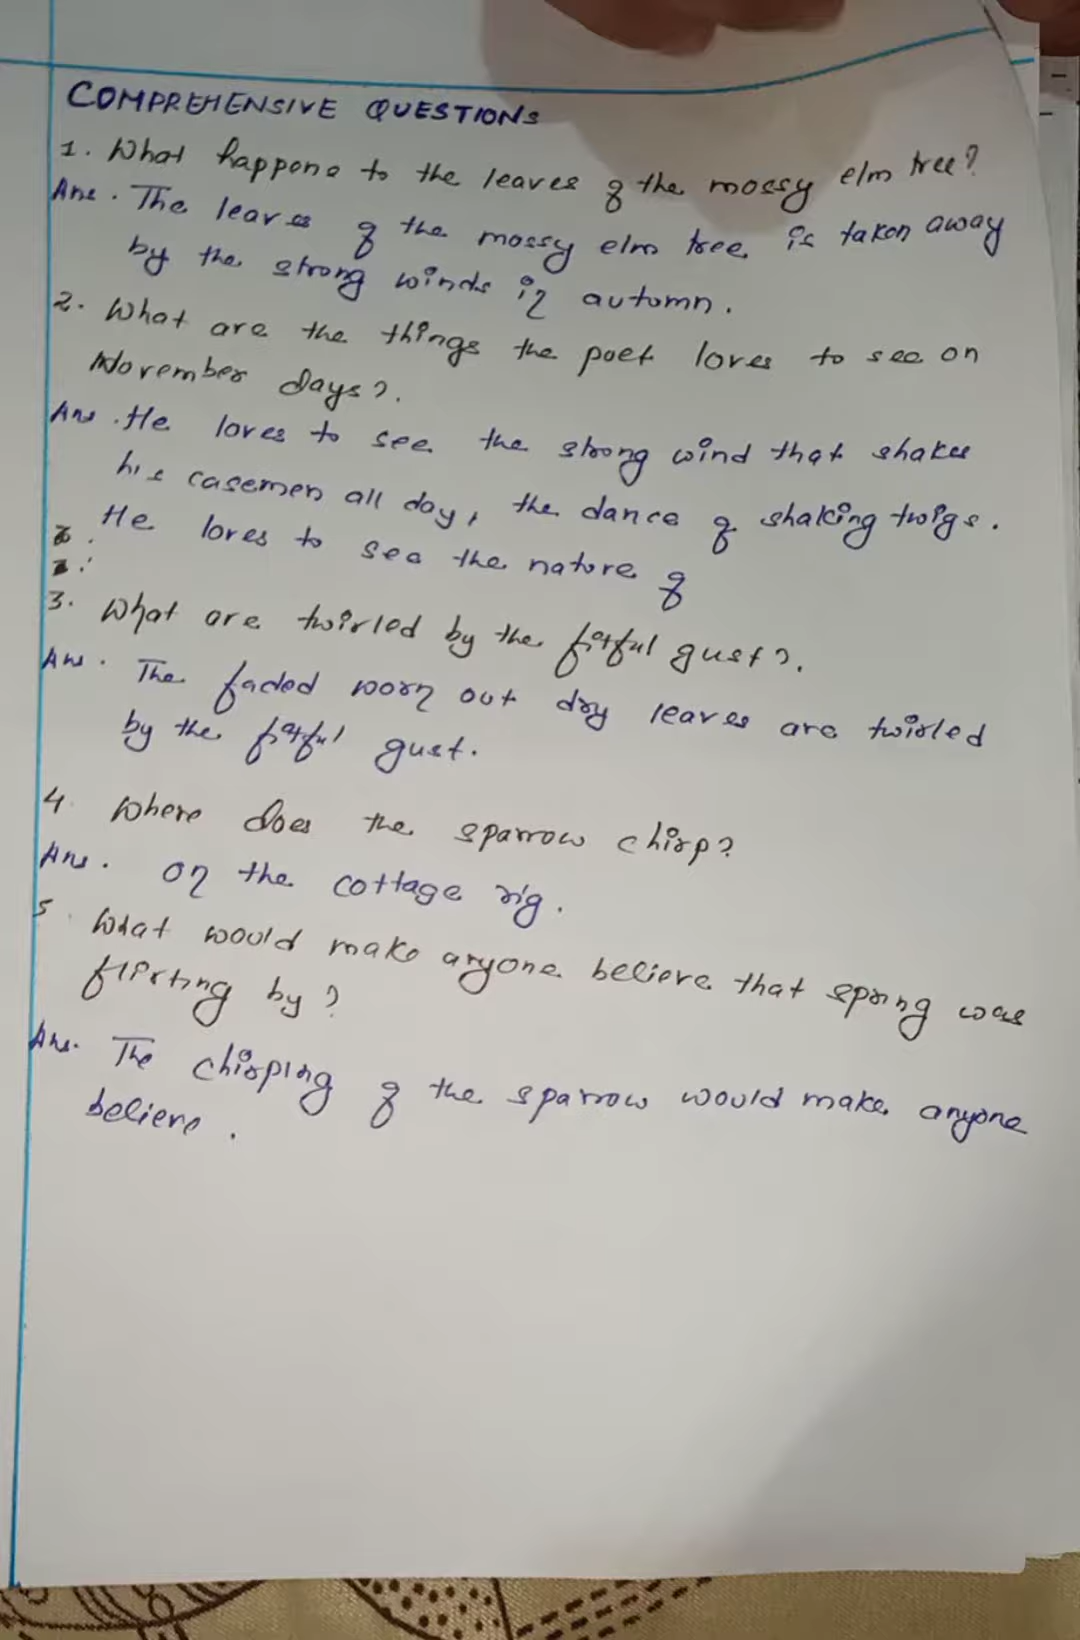 COMPREHENSIVE QUESTIONS
1. What happens to the leaves of the mossy elm tree?
Ans. The leaves of the mossy elm tree is taken away
by the strong winds in automn.
2. What are the things the poet loves to see on
November days?.
Ans. He loves to see the strong wind that shakes
his casemen all day, the dance of shaking twigs.
He loves to see the nature of
3. What are twirled by the fitful gust?.
Ans. The faded worn out dry leaves are twirled
by the fitful gust.
4. Where does the sparrow chirp?
Ans. On the cottage rig.
5. What would make anyone believe that spring was
flirting by?
Ans. The chirping of the sparrow would make anyone
believe.